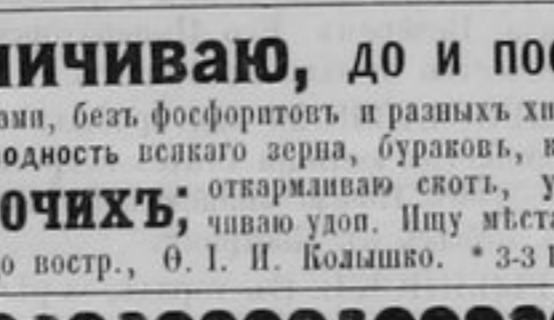 ничиваю, до и пос
ами, безъ фосфоритовъ и разныхъ хи
одность всякаго зерна, бураковъ, к
очихъ; откармливаю скотъ, у
чиваю удоп. Ищу мѣста
о востр., Ѳ. І. И. Колышко. * 3-3